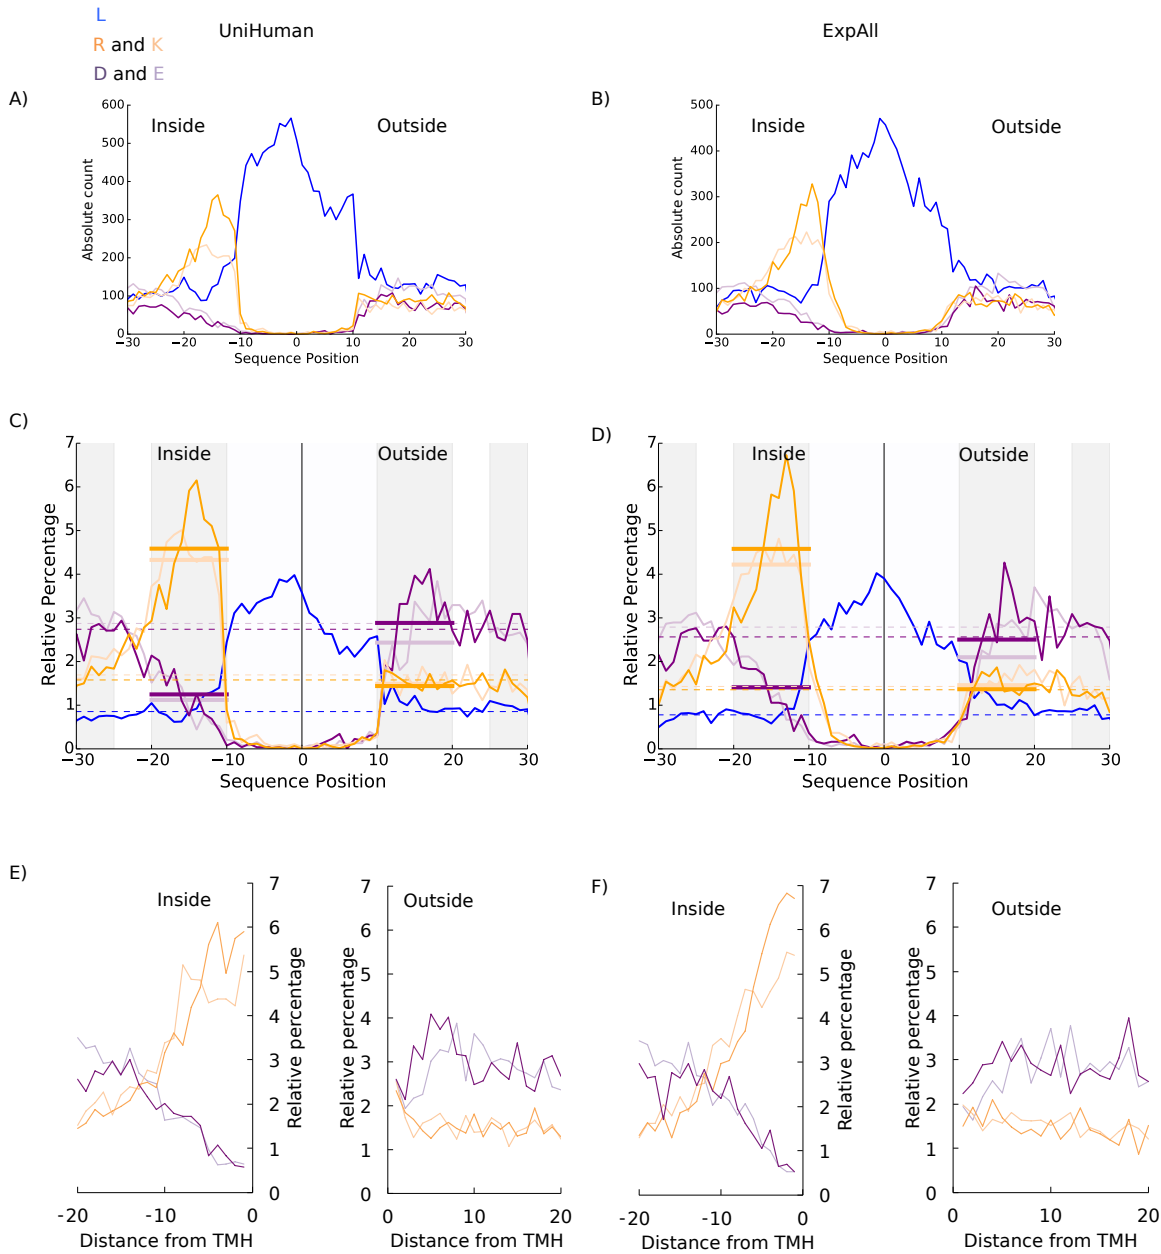 L
R and K
D and E
UniHuman
ExpAll
A)
Inside
Outside
Absolute count
600
500
400
300
200
100
0
−30 −20 −10 0 10 20 30
Sequence Position
B)
Inside
Outside
Absolute count
500
400
300
200
100
0
−30 −20 −10 0 10 20 30
Sequence Position
C)
Inside
Outside
Relative Percentage
7
6
5
4
3
2
1
0
−30 −20 −10 0 10 20 30
Sequence Position
D)
Inside
Outside
Relative Percentage
7
6
5
4
3
2
1
0
−30 −20 −10 0 10 20 30
Sequence Position
E)
Inside
7
6
5
4
3
2
1
0
Relative percentage
-20 -10 0
Distance from TMH
Outside
Relative percentage
7
6
5
4
3
2
1
0
0 10 20
Distance from TMH
F)
Inside
7
6
5
4
3
2
1
0
Relative percentage
-20 -10 0
Distance from TMH
Outside
Relative percentage
7
6
5
4
3
2
1
0
0 10 20
Distance from TMH